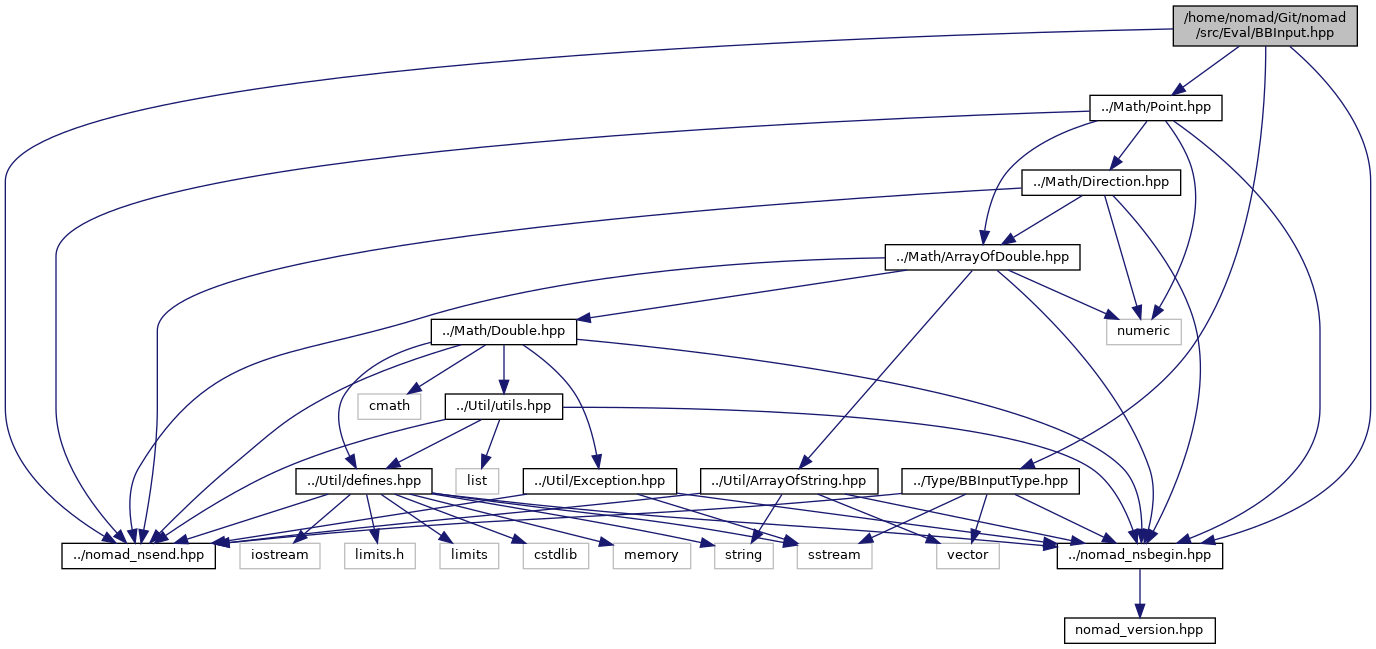 /home/nomad/Git/nomad
/src/Eval/BBInput.hpp
../Math/Point.hpp
../Math/Direction.hpp
../Math/ArrayOfDouble.hpp
../Math/Double.hpp
numeric
cmath
../Util/utils.hpp
../Util/defines.hpp
list
../Util/Exception.hpp
../Util/ArrayOfString.hpp
../Type/BBInputType.hpp
../nomad_nsend.hpp
iostream
limits.h
limits
cstdlib
memory
string
sstream
vector
../nomad_nsbegin.hpp
nomad_version.hpp